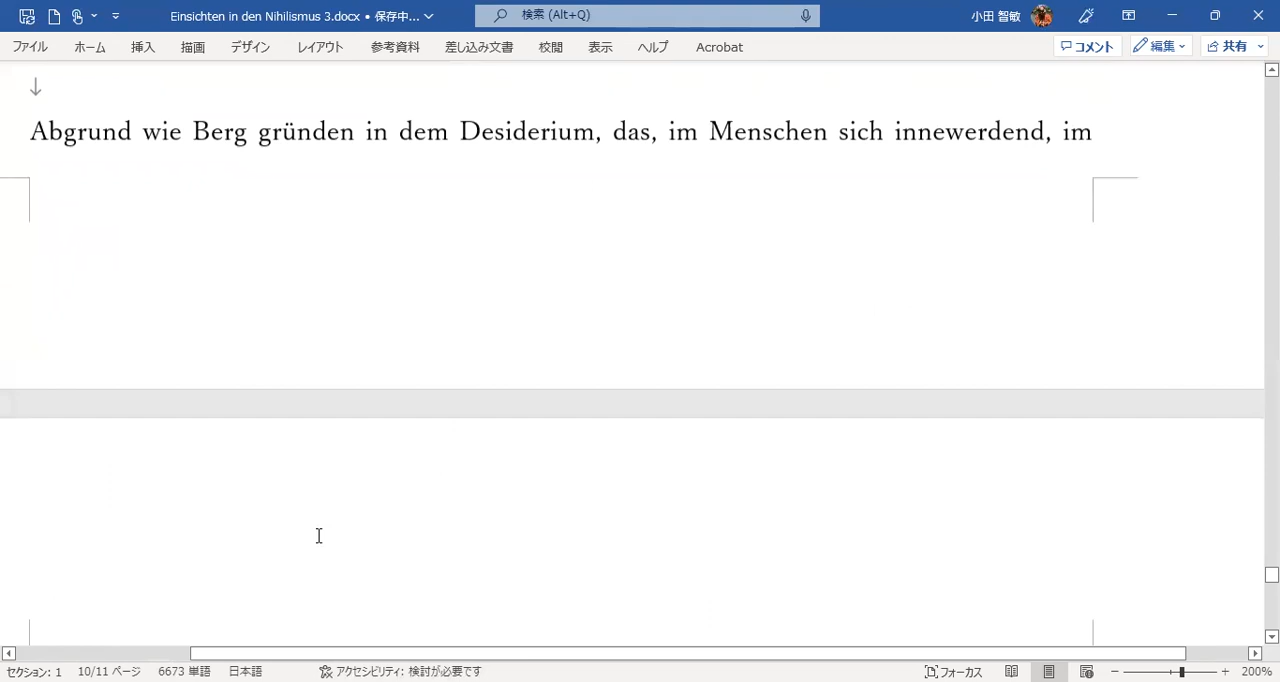 Einsichten in den Nihilismus 3.docx • 保存中...
検索 (Alt+Q)
小田 智敏
ファイル ホーム 挿入 描画 デザイン レイアウト 参考資料 差し込み文書 校閲 表示 ヘルプ Acrobat
コメント 編集 共有
↓
Abgrund wie Berg gründen in dem Desiderium, das, im Menschen sich innewerdend, im
セクション: 1 10/11 ページ 6673 単語 日本語 アクセシビリティ: 検討が必要です フォーカス 200%